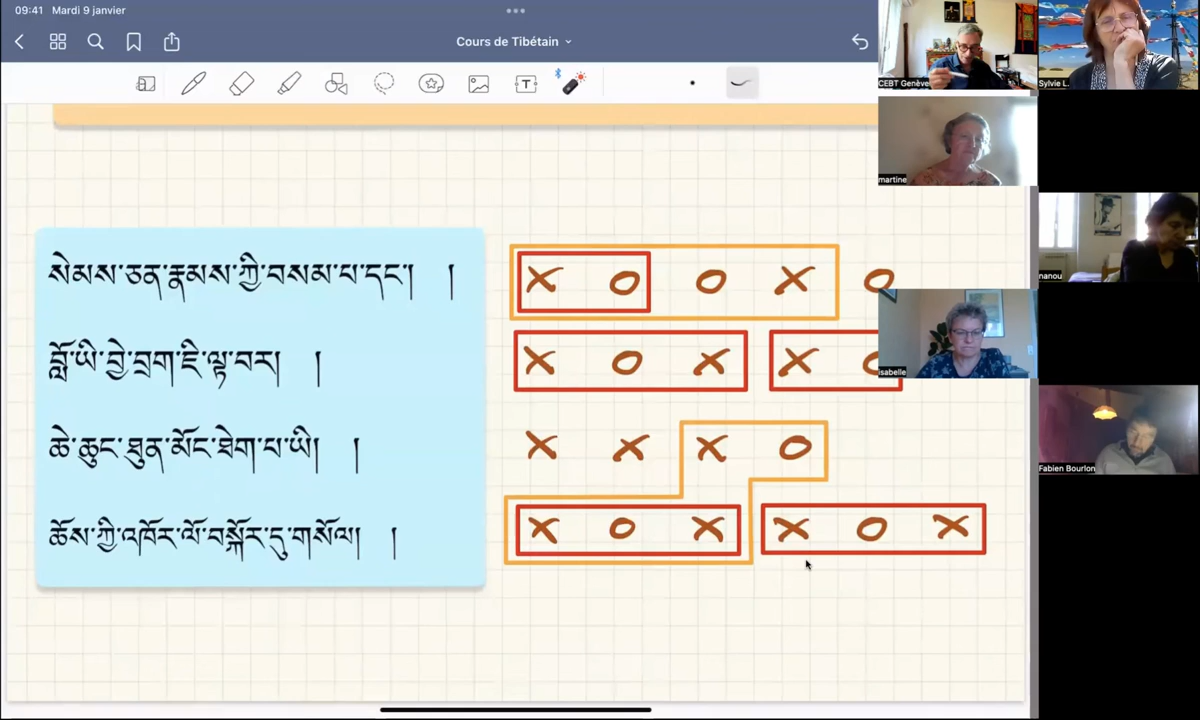 09:41 Mardi 9 janvier
Cours de Tibétain
CEBT Genève
Sylvie L.
martine
nanou
isabelle
Fabien Bourlon
སེམས་ཅན་རྣམས་ཀྱི་བསམ་པ་དང་། །
བློ་ཡི་བྱེ་བྲག་ཇི་ལྟ་བར། །
ཆེ་ཆུང་ཐུན་མོང་ཐེག་པ་ཡི། །
ཆོས་ཀྱི་འཁོར་ལོ་བསྐོར་དུ་གསོལ། །
X O O X O
X O X X O
X X X O
X O X X O X